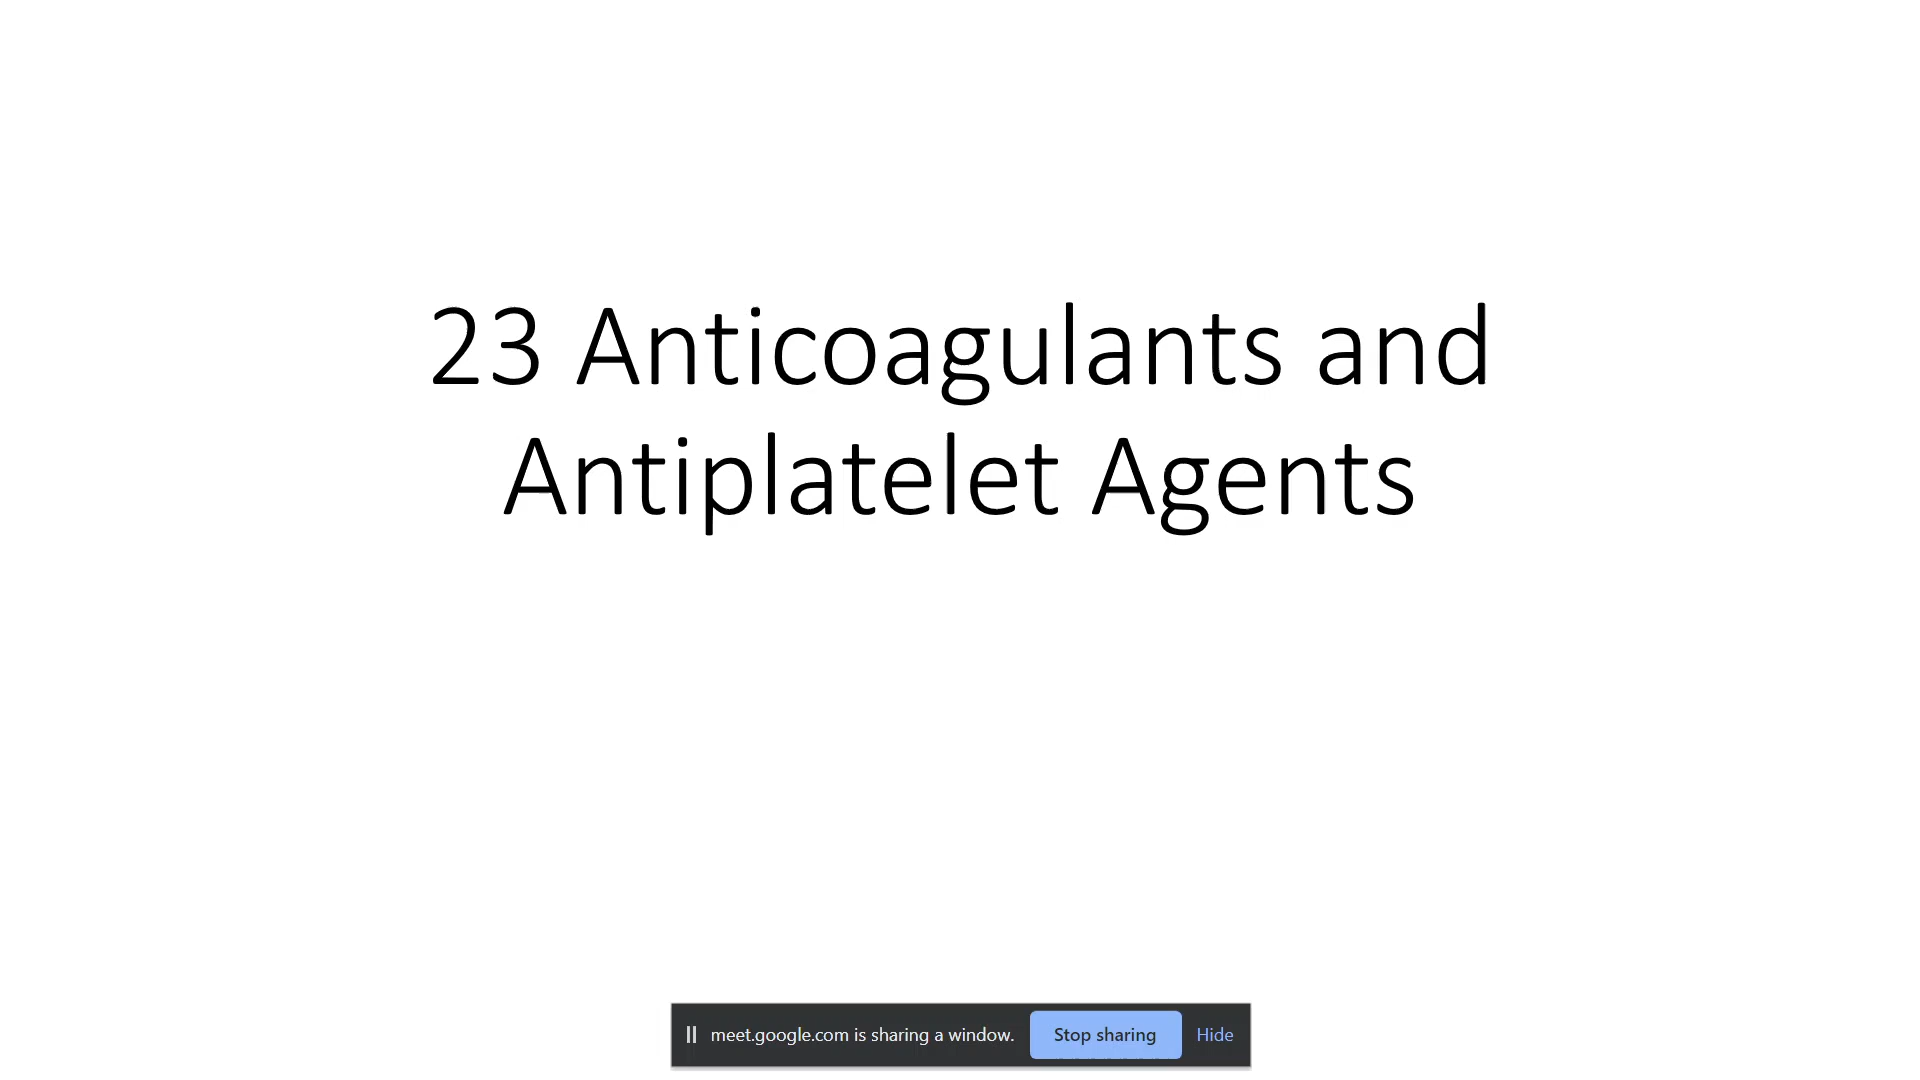 23 Anticoagulants and
Antiplatelet Agents
meet.google.com is sharing a window. Stop sharing Hide